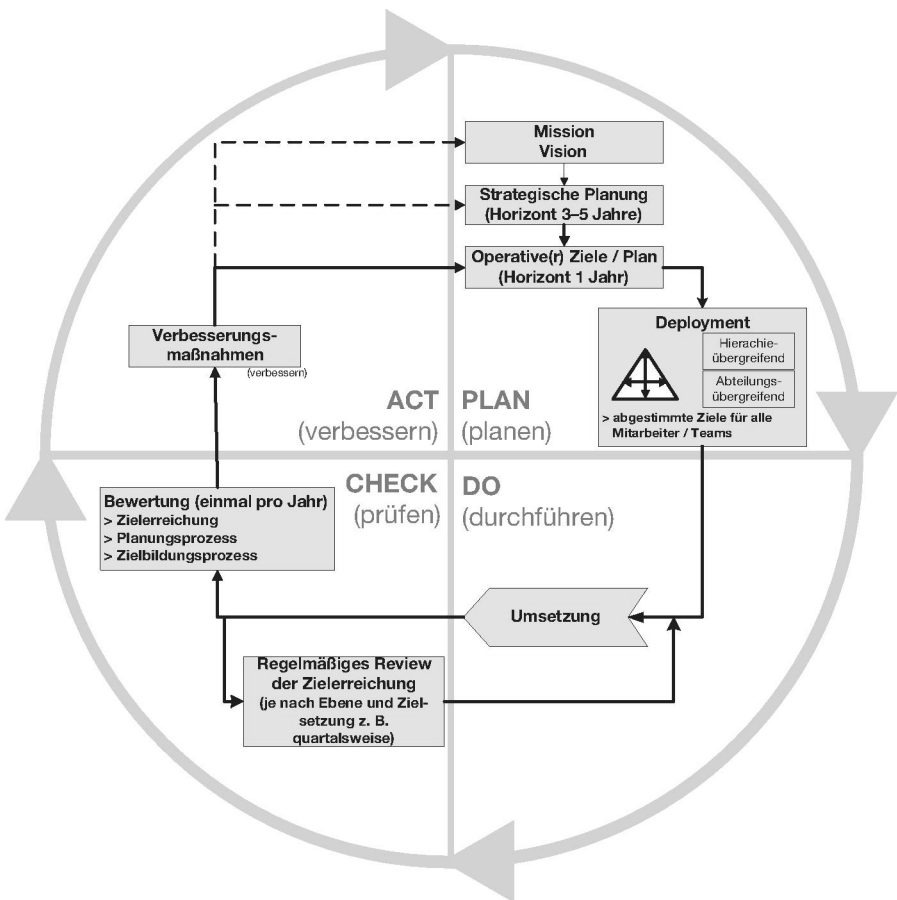 Mission
Vision
Strategische Planung
(Horizont 3–5 Jahre)
Operative(r) Ziele / Plan
(Horizont 1 Jahr)
Deployment
Hierachie-
übergreifend
Abteilungs-
übergreifend
> abgestimmte Ziele für alle
Mitarbeiter / Teams
Verbesserungs-
maßnahmen
(verbessern)
ACT
(verbessern)
PLAN
(planen)
CHECK
(prüfen)
DO
(durchführen)
Bewertung (einmal pro Jahr)
> Zielerreichung
> Planungsprozess
> Zielbildungsprozess
Umsetzung
Regelmäßiges Review
der Zielerreichung
(je nach Ebene und Ziel-
setzung z. B.
quartalsweise)